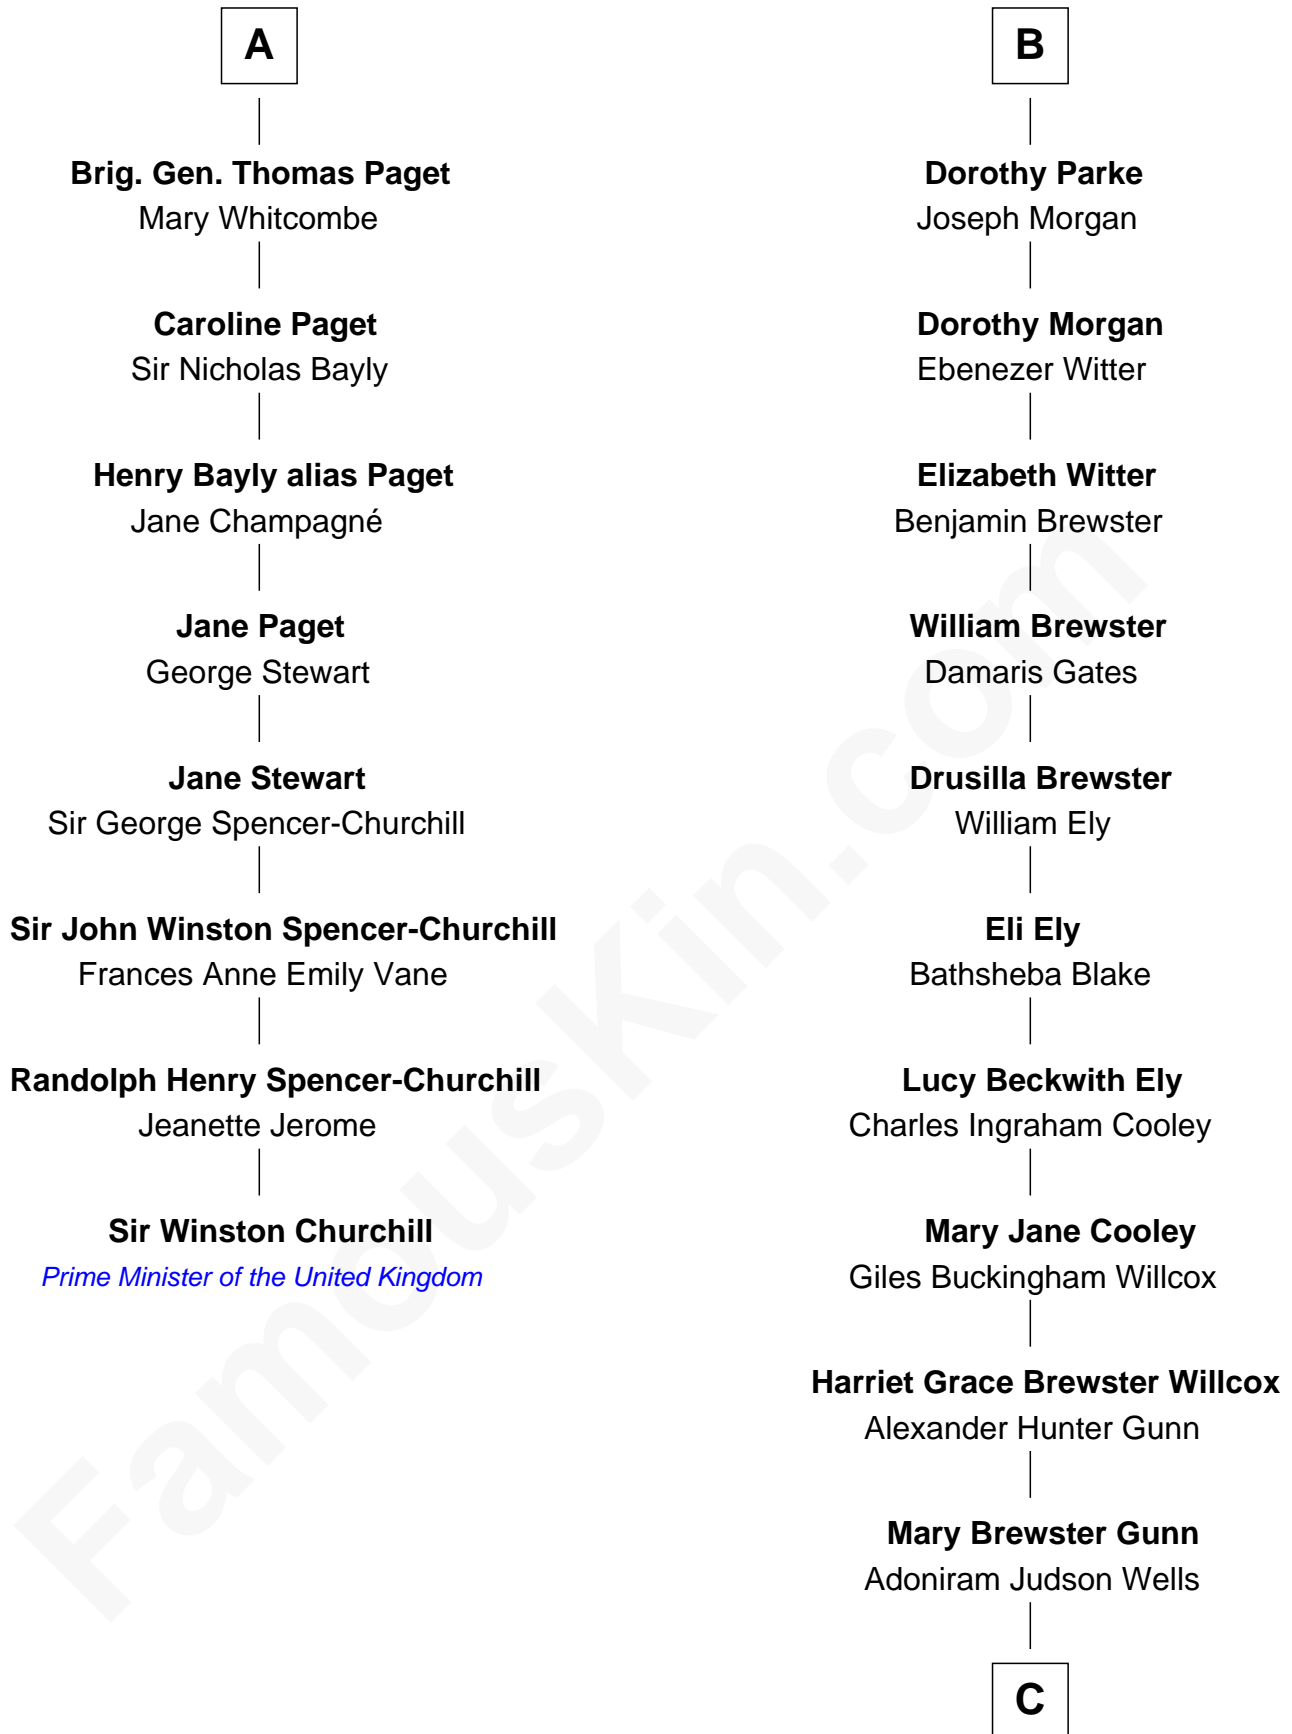 A
Brig. Gen. Thomas Paget
Mary Whitcombe
Caroline Paget
Sir Nicholas Bayly
Henry Bayly alias Paget
Jane Champagné
Jane Paget
George Stewart
Jane Stewart
Sir George Spencer-Churchill
Sir John Winston Spencer-Churchill
Frances Anne Emily Vane
Randolph Henry Spencer-Churchill
Jeanette Jerome
Sir Winston Churchill
Prime Minister of the United Kingdom
B
Dorothy Parke
Joseph Morgan
Dorothy Morgan
Ebenezer Witter
Elizabeth Witter
Benjamin Brewster
William Brewster
Damaris Gates
Drusilla Brewster
William Ely
Eli Ely
Bathsheba Blake
Lucy Beckwith Ely
Charles Ingraham Cooley
Mary Jane Cooley
Giles Buckingham Willcox
Harriet Grace Brewster Willcox
Alexander Hunter Gunn
Mary Brewster Gunn
Adoniram Judson Wells
C
FamousKin.com